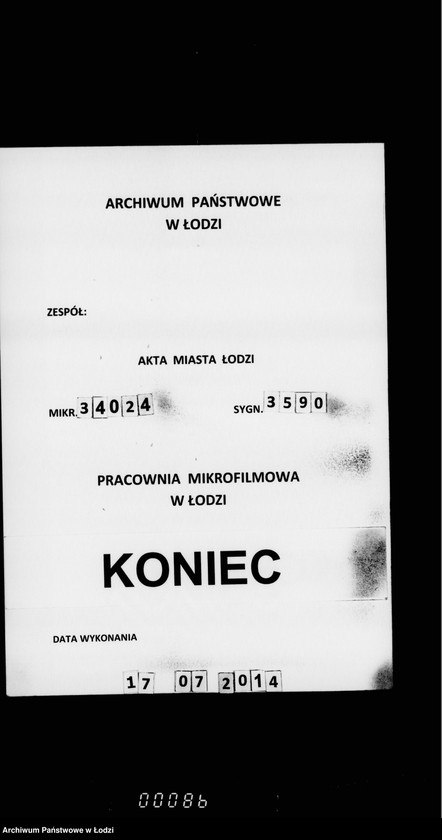 ARCHIWUM PAŃSTWOWE
W ŁODZI
ZESPÓŁ:
AKTA MIASTA ŁODZI
MIKR. 34024 SYGN. 3590
PRACOWNIA MIKROFILMOWA
W ŁODZI
KONIEC
DATA WYKONANIA
17 07 2014
00086
Archiwum Państwowe w Łodzi